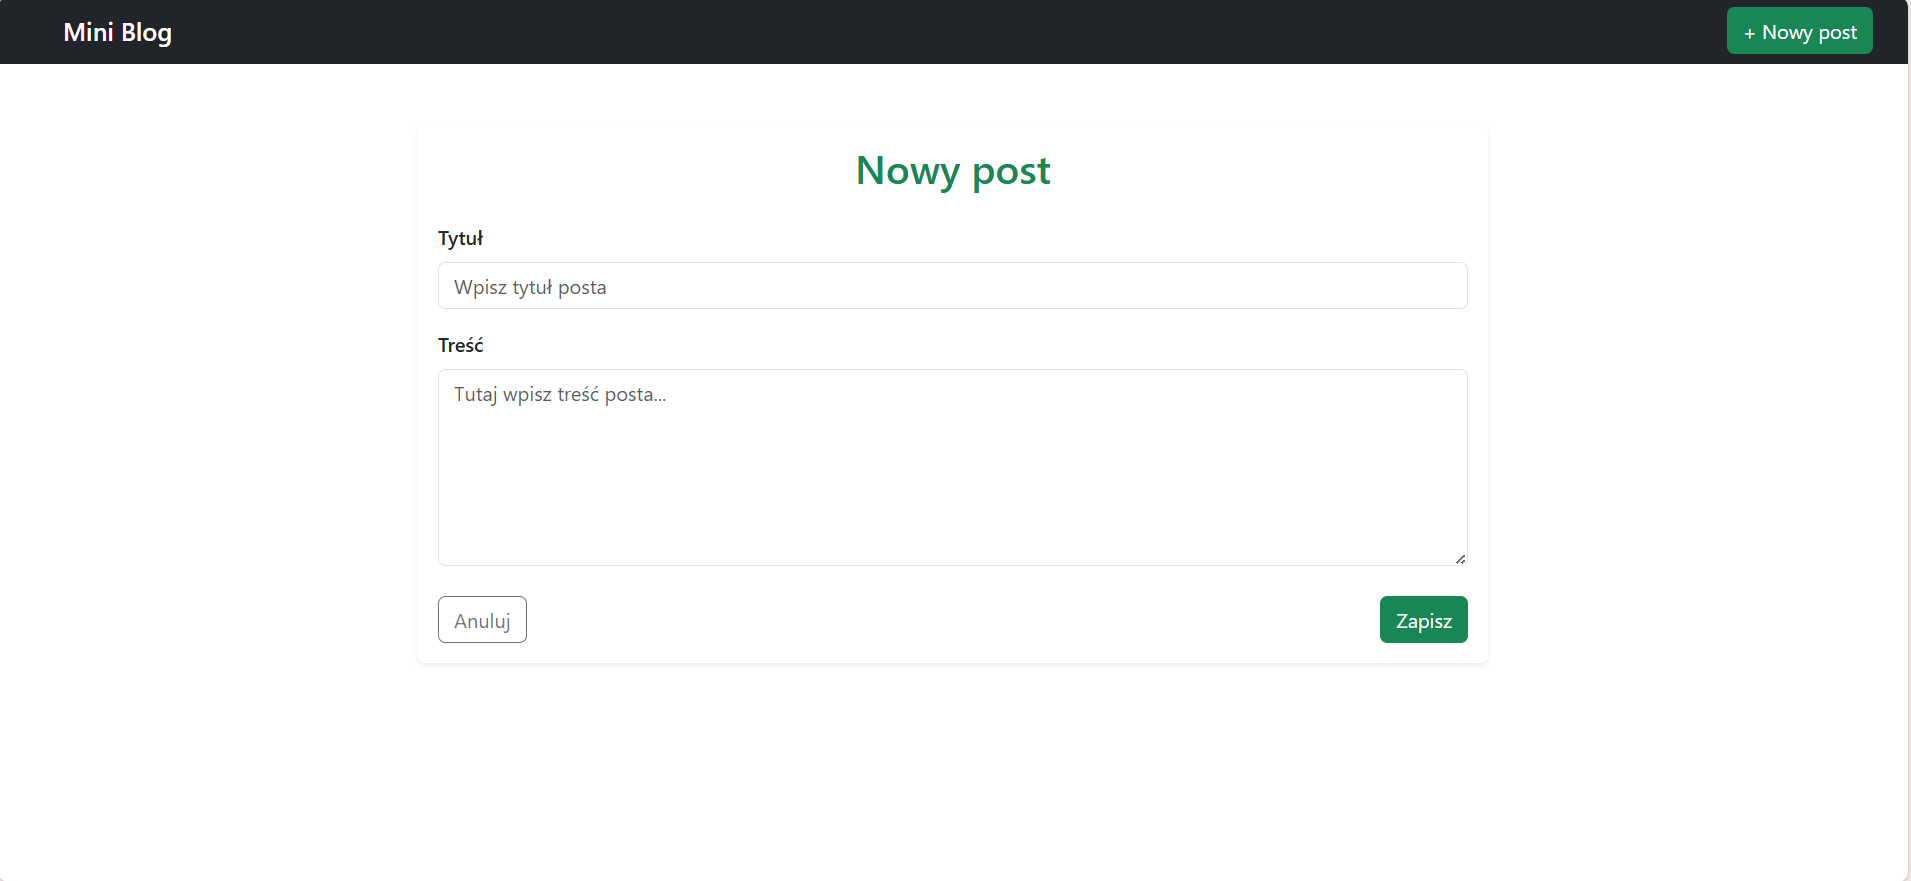 Mini Blog
+ Nowy post
Nowy post
Tytuł
Wpisz tytuł posta
Treść
Tutaj wpisz treść posta...
Anuluj
Zapisz